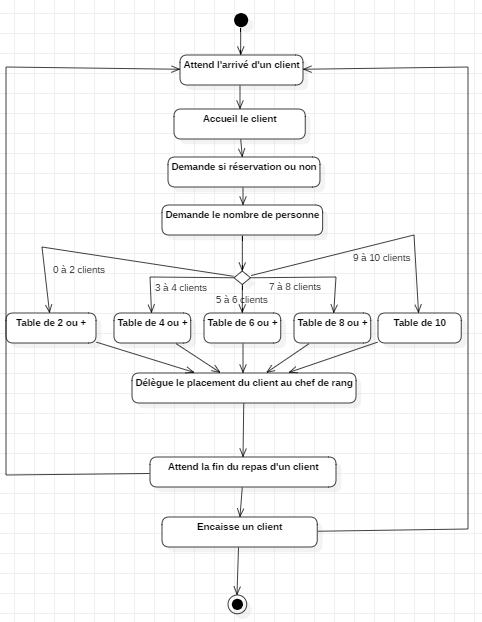 Attend l'arrivé d'un client
Accueil le client
Demande si réservation ou non
Demande le nombre de personne
9 à 10 clients
0 à 2 clients
3 à 4 clients
7 à 8 clients
5 à 6 clients
Table de 2 ou +
Table de 4 ou +
Table de 6 ou +
Table de 8 ou +
Table de 10
Délègue le placement du client au chef de rang
Attend la fin du repas d'un client
Encaisse un client